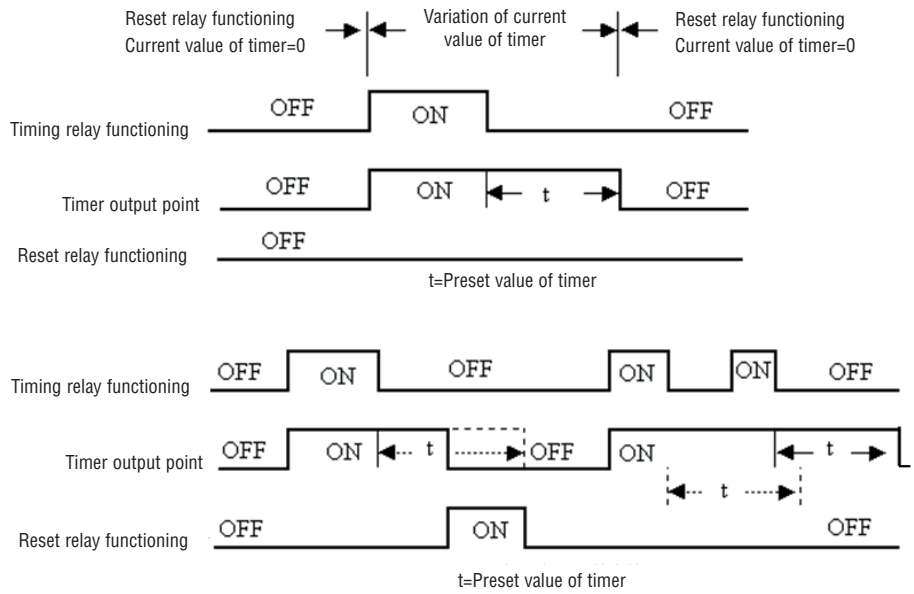 Reset relay functioning
Current value of timer=0
Variation of current
value of timer
Reset relay functioning
Current value of timer=0
Timing relay functioning
OFF
ON
OFF
Timer output point
OFF
ON
t
OFF
Reset relay functioning
OFF
t=Preset value of timer
Timing relay functioning
OFF
ON
OFF
ON
ON
OFF
Timer output point
OFF
ON
t
OFF
ON
t
t
Reset relay functioning
OFF
ON
OFF
t=Preset value of timer